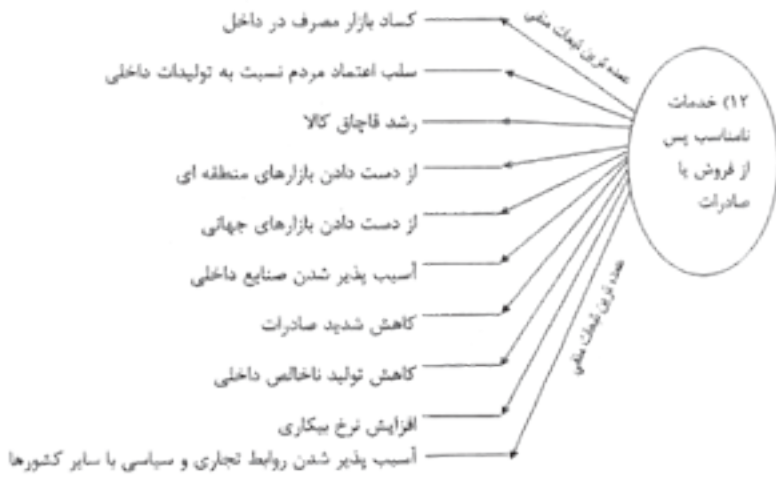 ۱۲) خدمات
نامناسب پس
از فروش یا
صادرات
عمده ترین تبعات منفی
کساد بازار مصرف در داخل
سلب اعتماد مردم نسبت به تولیدات داخلی
رشد قاچاق کالا
از دست دادن بازارهای منطقه ای
از دست دادن بازارهای جهانی
آسیب پذیر شدن صنایع داخلی
کاهش شدید صادرات
کاهش تولید ناخالص داخلی
افزایش نرخ بیکاری
آسیب پذیر شدن روابط تجاری و سیاسی با سایر کشورها
عمده ترین تبعات منفی